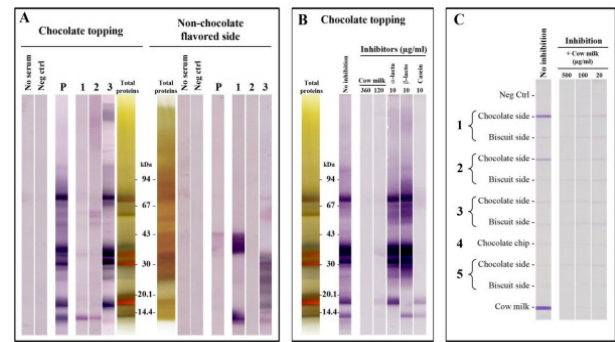 A
Chocolate topping
Non-chocolate
flavored side
No serum
Neg ctrl
P 1 2 3
Total
proteins
Total
proteins
No serum
Neg ctrl
P 1 2 3
kDa
94
67
43
30
20.1
14.4
B
Chocolate topping
Inhibitors (µg/ml)
Total
proteins
No inhibition
Cow milk
α-lacto
β-lacto
Casein
360 120 10 10 10
kDa
94
67
43
30
20.1
14.4
C
No inhibition
Inhibition
+ Cow milk
(µg/ml)
500 100 20
Neg Ctrl
1
Chocolate side
Biscuit side
2
Chocolate side
Biscuit side
3
Chocolate side
Biscuit side
4 Chocolate chip
5
Chocolate side
Biscuit side
Cow milk